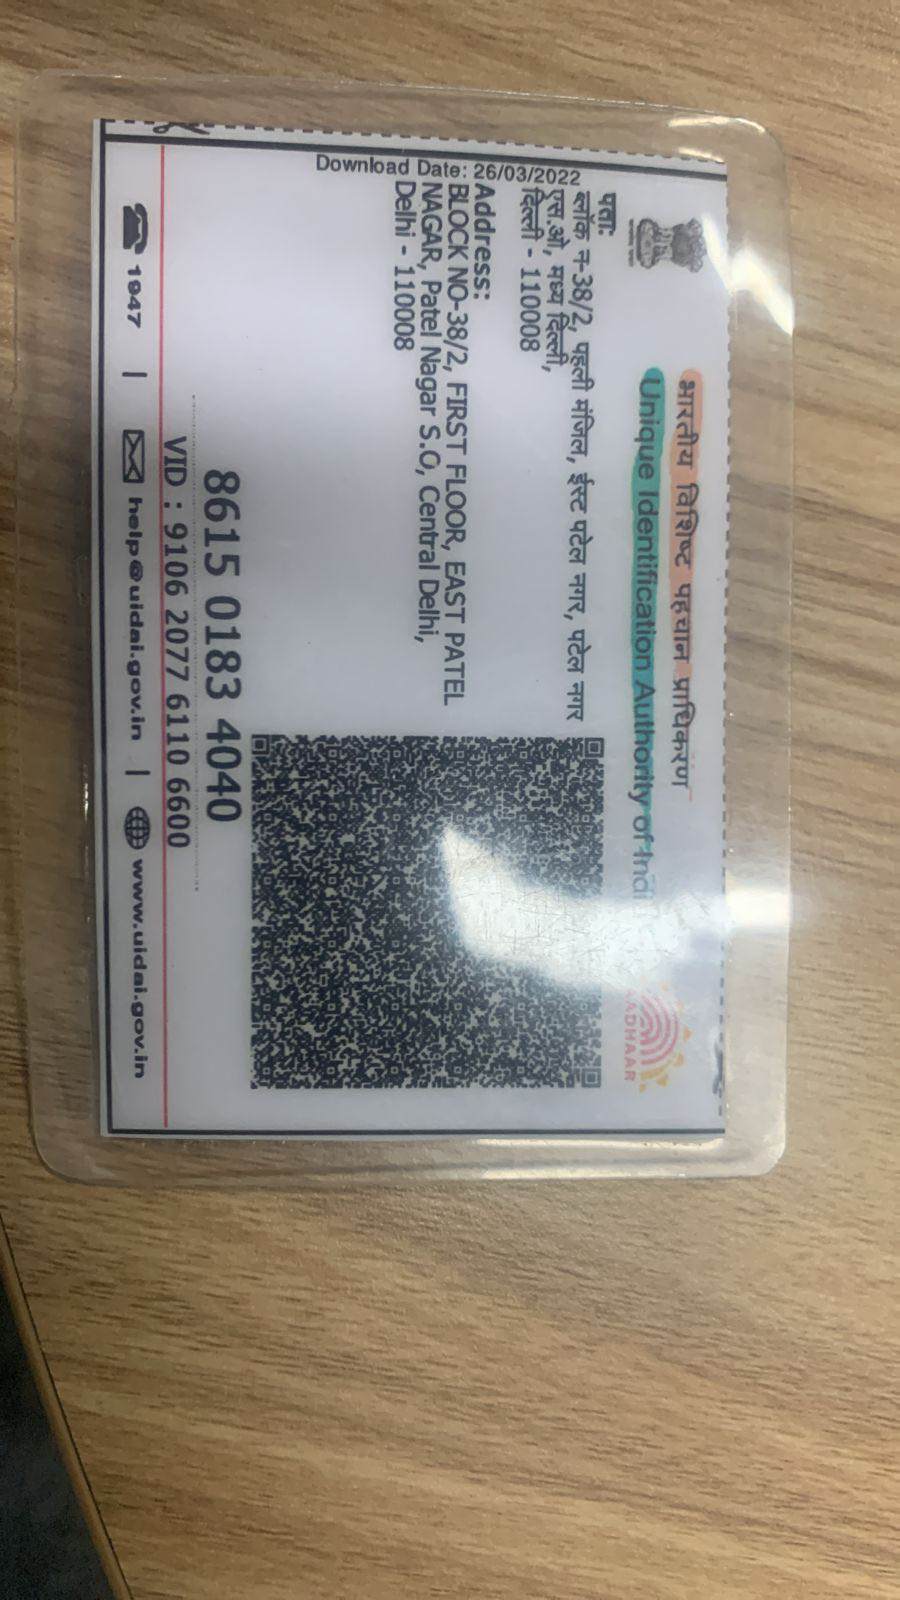 भारतीय विशिष्ट पहचान प्राधिकरण
Unique Identification Authority of Indi
AADHAAR
Download Date: 26/03/2022
पता:
ब्लॉक न-38/2, पहली मंजिल, ईस्ट पटेल नगर, पटेल नगर
एस.ओ, मध्य दिल्ली,
दिल्ली - 110008
Address:
BLOCK NO-38/2, FIRST FLOOR, EAST PATEL
NAGAR, Patel Nagar S.O, Central Delhi,
Delhi - 110008
8615 0183 4040
VID : 9106 2077 6110 6600
1947 | help@uidai.gov.in | www.uidai.gov.in